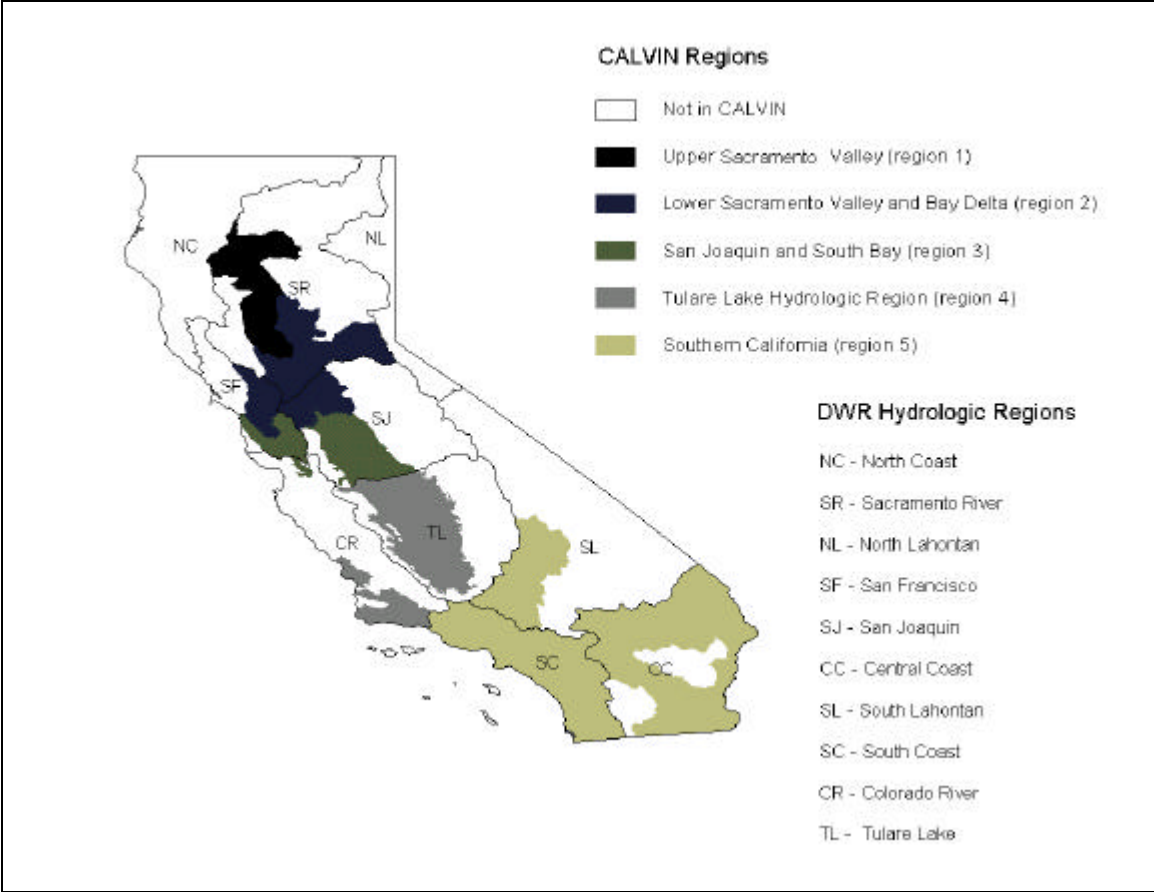 CALVIN Regions
Not in CALVIN
Upper Sacramento Valley (region 1)
Lower Sacramento Valley and Bay Delta (region 2)
San Joaquin and South Bay (region 3)
Tulare Lake Hydrologic Region (region 4)
Southern California (region 5)
NC
NL
SR
SF
SJ
CR
TL
SL
SC
CC
DWR Hydrologic Regions
NC - North Coast
SR - Sacramento River
NL - North Lahontan
SF - San Francisco
SJ - San Joaquin
CC - Central Coast
SL - South Lahontan
SC - South Coast
CR - Colorado River
TL - Tulare Lake